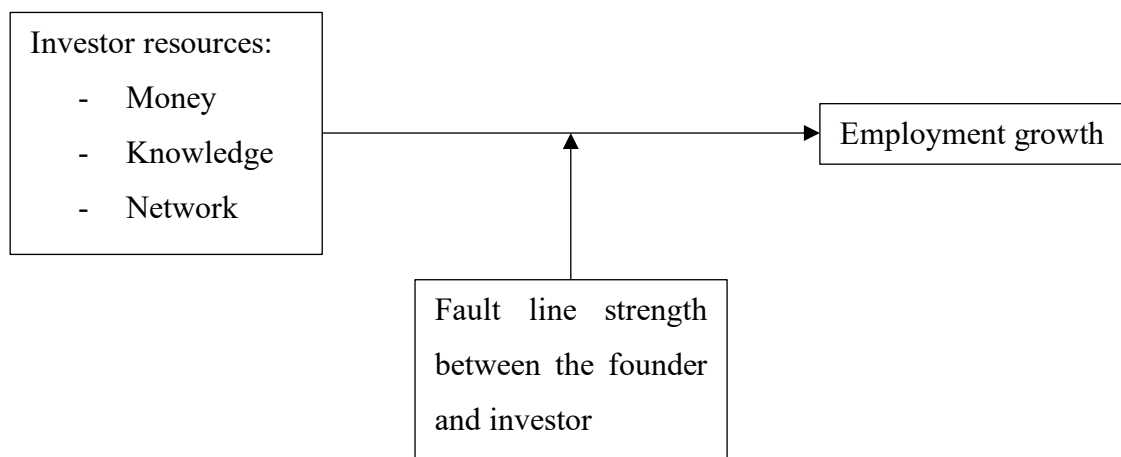 Investor resources:
- Money
- Knowledge
- Network
Employment growth
Fault line strength
between the founder
and investor